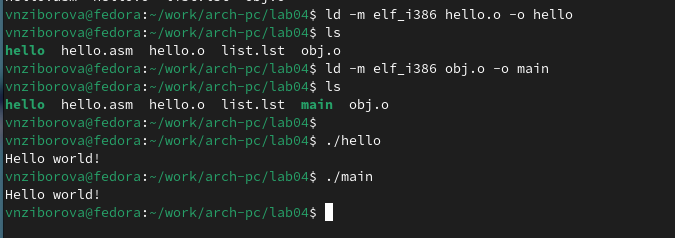 vnziborova@fedora:~/work/arch-pc/lab04$ ld -m elf_i386 hello.o -o hello
vnziborova@fedora:~/work/arch-pc/lab04$ ls
hello  hello.asm  hello.o  list.lst  obj.o
vnziborova@fedora:~/work/arch-pc/lab04$ ld -m elf_i386 obj.o -o main
vnziborova@fedora:~/work/arch-pc/lab04$ ls
hello  hello.asm  hello.o  list.lst  main  obj.o
vnziborova@fedora:~/work/arch-pc/lab04$
vnziborova@fedora:~/work/arch-pc/lab04$ ./hello
Hello world!
vnziborova@fedora:~/work/arch-pc/lab04$ ./main
Hello world!
vnziborova@fedora:~/work/arch-pc/lab04$